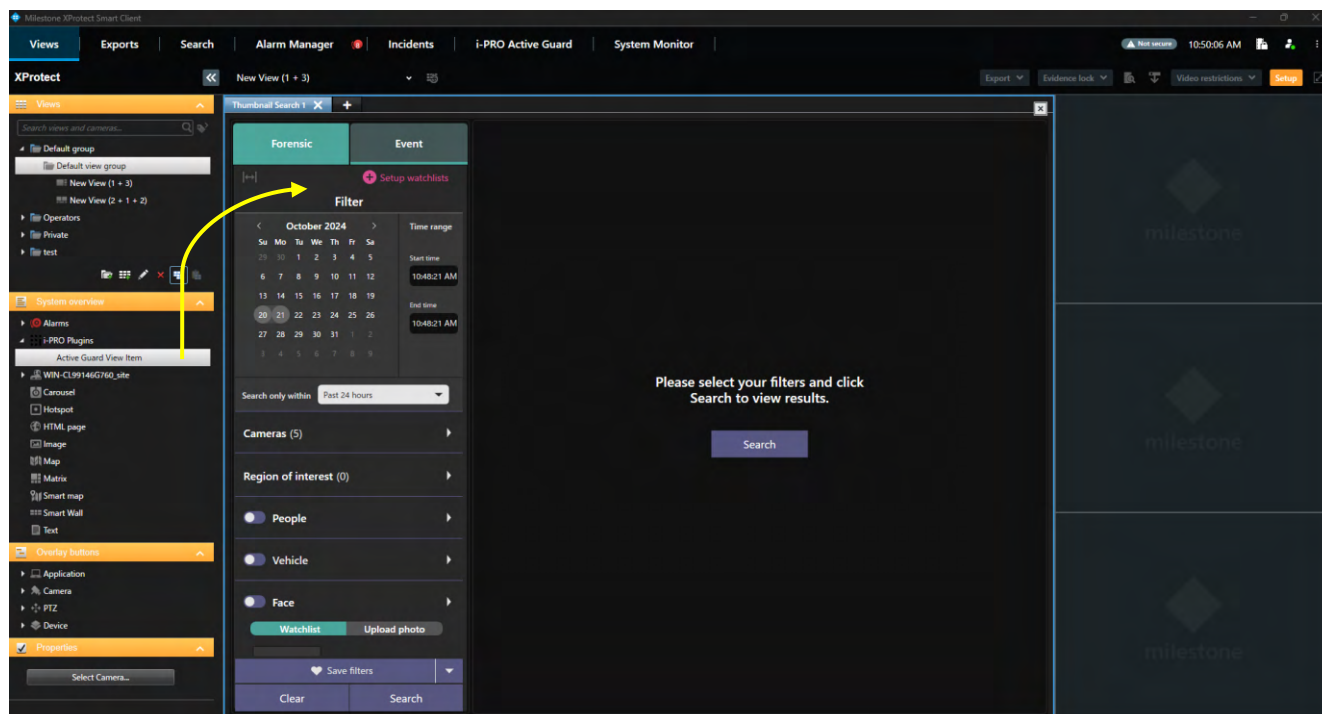 Milestone XProtect Smart Client
Views Exports Search Alarm Manager Incidents i-PRO Active Guard System Monitor Not secure 10:50:06 AM
XProtect New View (1 + 3) Export Evidence lock Video restrictions Setup
Views
Search views and cameras...
Default group
Default view group
New View (1 + 3)
New View (2 + 1 + 2)
Operators
Private
test
System overview
Alarms
i-PRO Plugins
Active Guard View Item
WIN-CL99146G760_site
Carousel
Hotspot
HTML page
Image
Map
Matrix
Smart map
Smart Wall
Text
Overlay buttons
Application
Camera
PTZ
Device
Properties
Select Camera...
Thumbnail Search 1
Forensic Event
Setup watchlists
Filter
October 2024 Time range
Su Mo Tu We Th Fr Sa
29 30 1 2 3 4 5 Start time
6 7 8 9 10 11 12 10:48:21 AM
13 14 15 16 17 18 19 End time
20 21 22 23 24 25 26 10:48:21 AM
27 28 29 30 31 1 2
3 4 5 6 7 8 9
Search only within Past 24 hours
Cameras (5)
Region of interest (0)
People
Vehicle
Face
Watchlist Upload photo
Save filters
Clear Search
Please select your filters and click
Search to view results.
Search
milestone
milestone
milestone